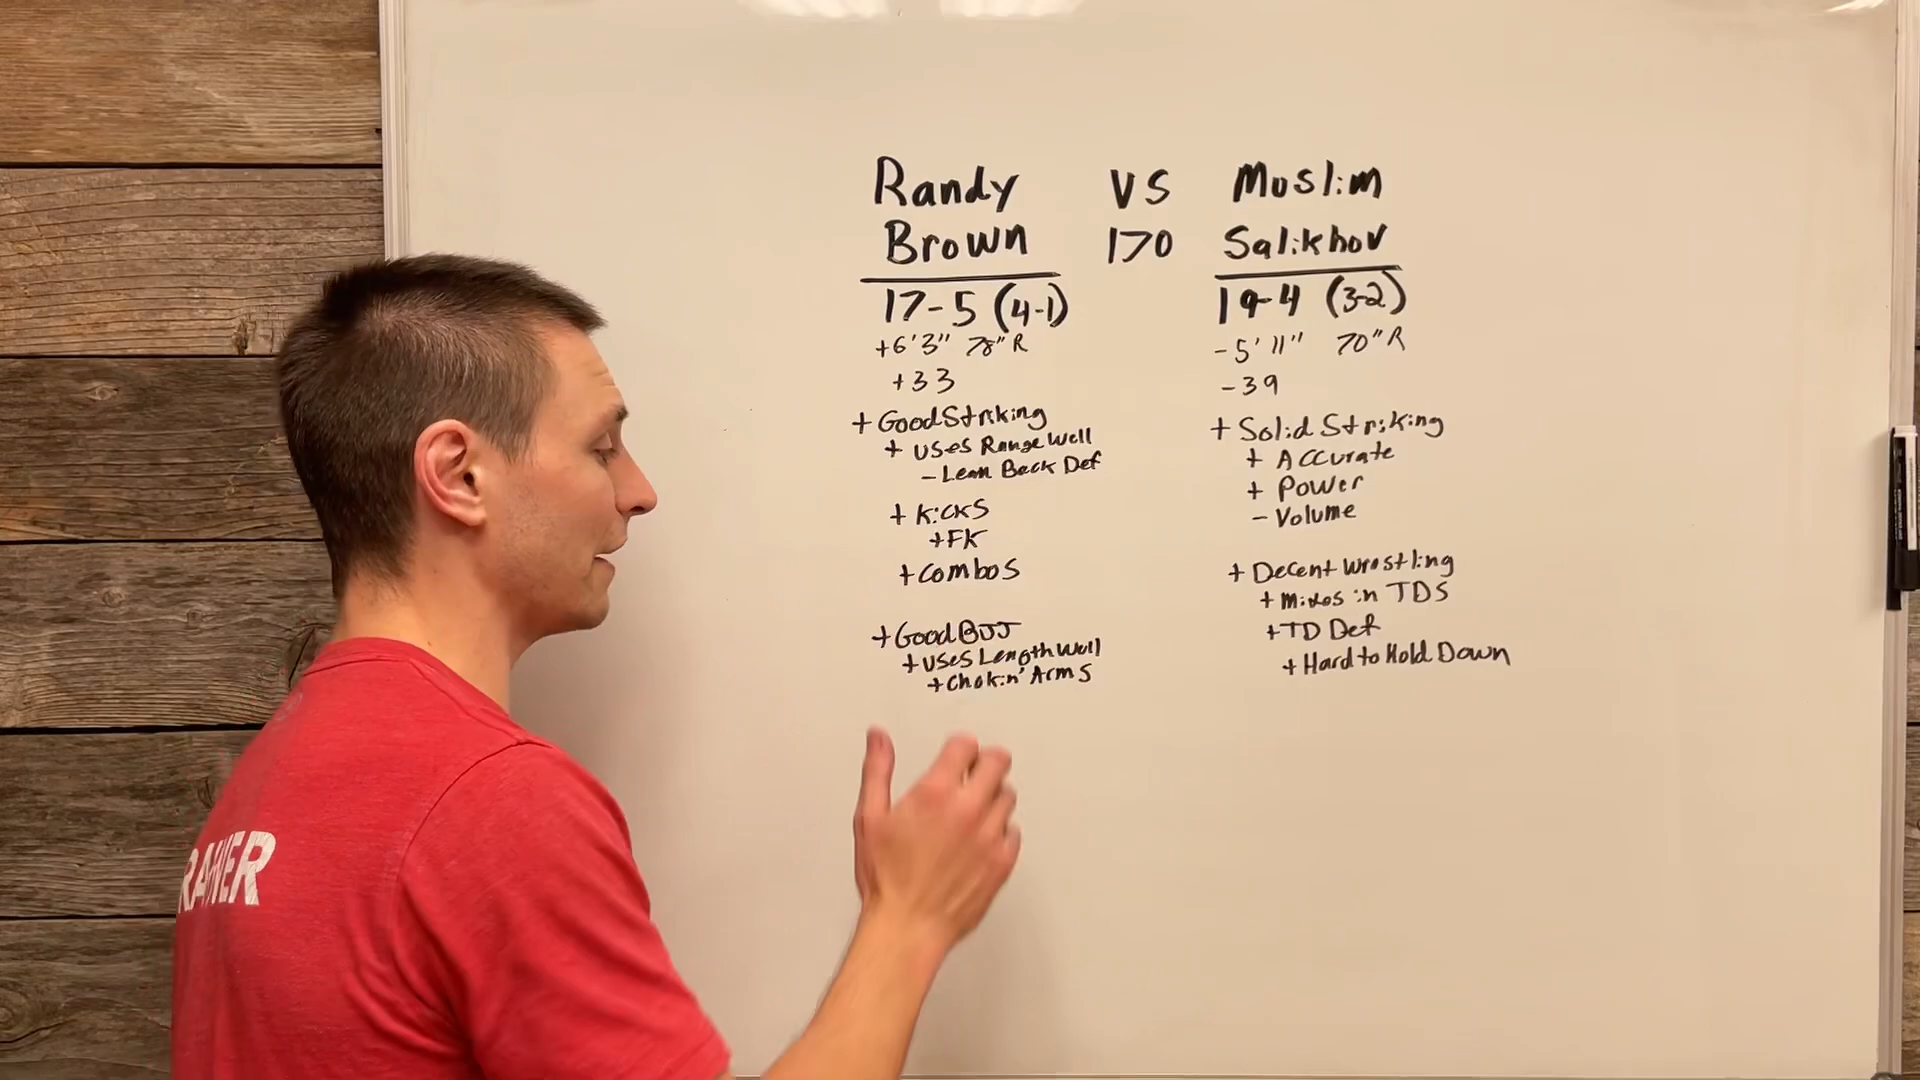 Randy VS Muslim
Brown 170 Salikhov
17-5 (4-1)
19-4 (3-2)
+6'3" 78"R
-5'11" 70"R
+33
-39
+ Good Striking
+ Uses Range Well
- Lean Back Def
+ Kicks
+FK
+Combos
+Good BJJ
+Uses Length Well
+Chokin' Arms
+ Solid Striking
+ Accurate
+ Power
- Volume
+ Decent Wrestling
+ Mixes in TDS
+TD Def
+Hard to Hold Down